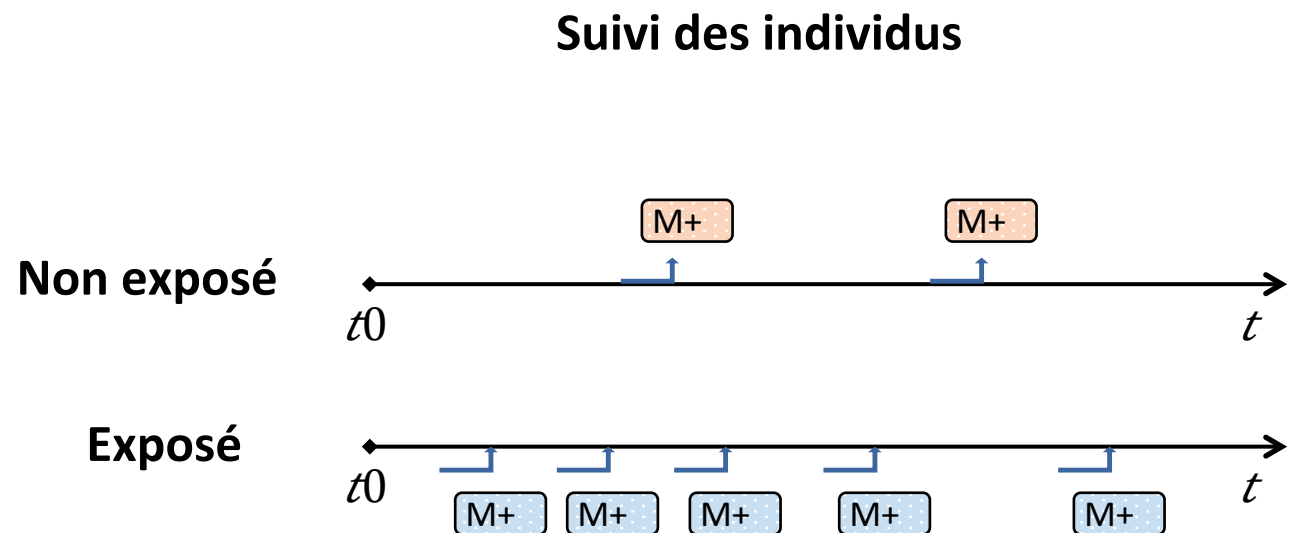 Suivi des individus
M+ M+
Non exposé
t0 t
Exposé
t0 t
M+ M+ M+ M+ M+